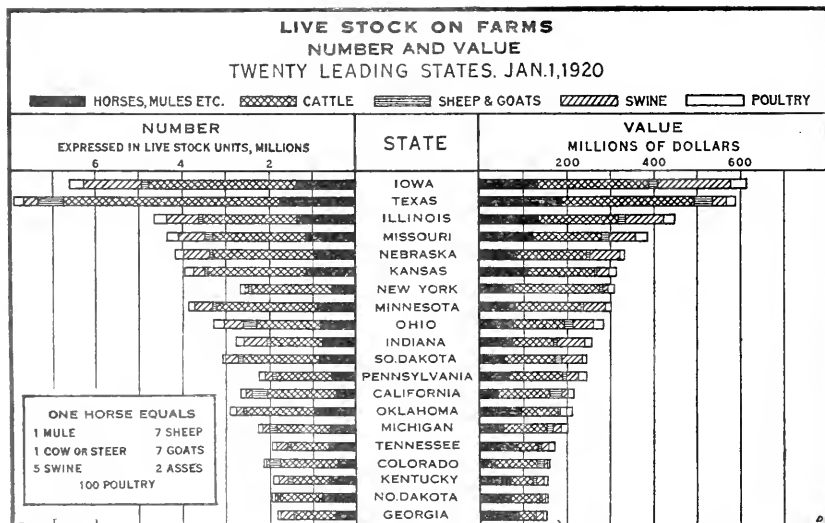 LIVE STOCK ON FARMS
NUMBER AND VALUE
TWENTY LEADING STATES. JAN.1,1920
HORSES, MULES ETC. CATTLE SHEEP & GOATS SWINE POULTRY
NUMBER
EXPRESSED IN LIVE STOCK UNITS, MILLIONS
6 4 2
STATE
VALUE
MILLIONS OF DOLLARS
200 400 600
IOWA
TEXAS
ILLINOIS
MISSOURI
NEBRASKA
KANSAS
NEW YORK
MINNESOTA
OHIO
INDIANA
SO.DAKOTA
PENNSYLVANIA
CALIFORNIA
OKLAHOMA
MICHIGAN
TENNESSEE
COLORADO
KENTUCKY
NO.DAKOTA
GEORGIA
ONE HORSE EQUALS
1 MULE 7 SHEEP
1 COW OR STEER 7 GOATS
5 SWINE 2 ASSES
100 POULTRY